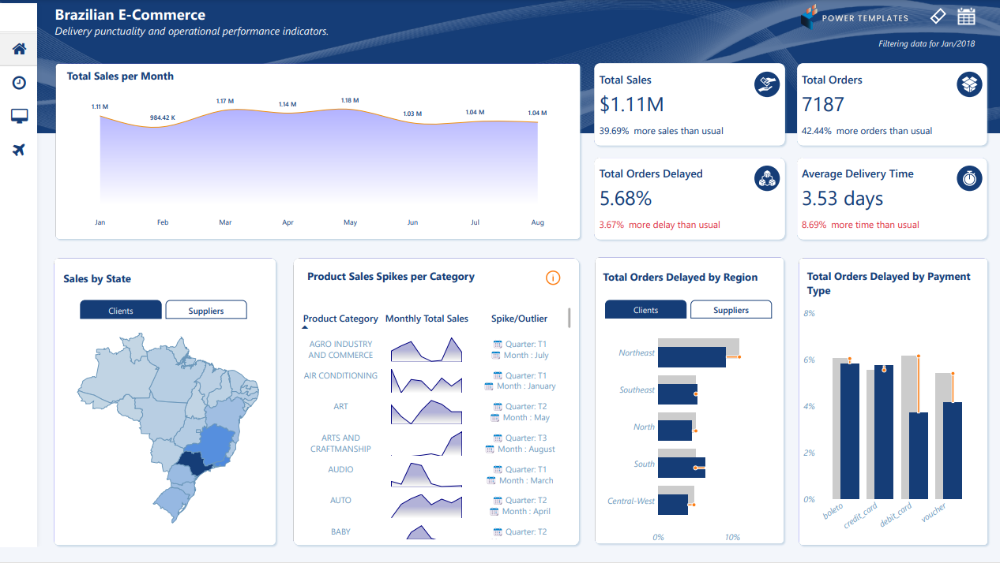 Brazilian E-Commerce
Delivery punctuality and operational performance indicators.
POWER TEMPLATES
Filtering data for Jan/2018
Total Sales per Month
1.11 M
984.42 K
1.17 M
1.14 M
1.18 M
1.03 M
1.04 M
1.04 M
Jan
Feb
Mar
Apr
May
Jun
Jul
Aug
Total Sales
$1.11M
39.69% more sales than usual
Total Orders
7187
42.44% more orders than usual
Total Orders Delayed
5.68%
3.67% more delay than usual
Average Delivery Time
3.53 days
8.69% more time than usual
Sales by State
Clients
Suppliers
Product Sales Spikes per Category
Product Category Monthly Total Sales Spike/Outlier
AGRO INDUSTRY
AND COMMERCE
Quarter: T1
Month : July
AIR CONDITIONING
Quarter: T1
Month : January
ART
Quarter: T2
Month : May
ARTS AND
CRAFTMANSHIP
Quarter: T3
Month : August
AUDIO
Quarter: T1
Month : March
AUTO
Quarter: T2
Month : April
BABY
Quarter: T2
Total Orders Delayed by Region
Clients
Suppliers
Northeast
Southeast
North
South
Central-West
0%
10%
Total Orders Delayed by Payment
Type
8%
6%
4%
2%
0%
boleto
credit_card
debit_card
voucher